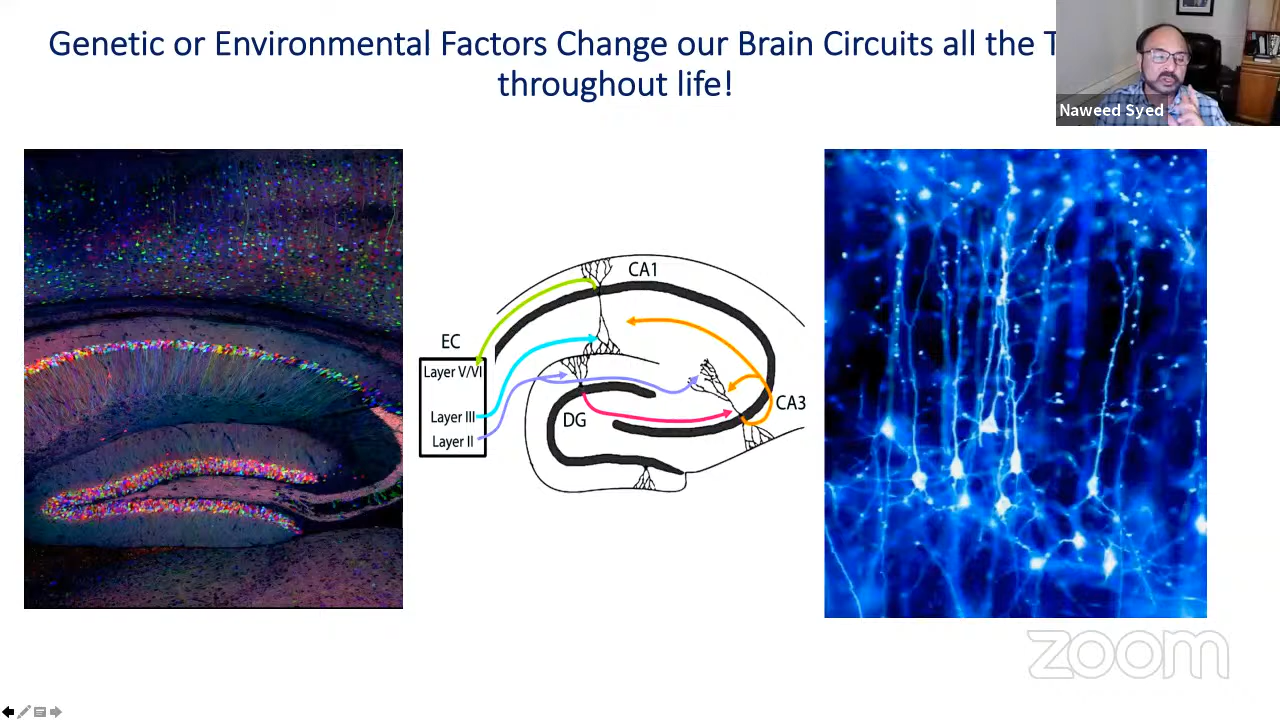 Genetic or Environmental Factors Change our Brain Circuits all the
throughout life!
Naweed Syed
CA1
EC
Layer V/VI
Layer III
Layer II
DG
CA3
zoom